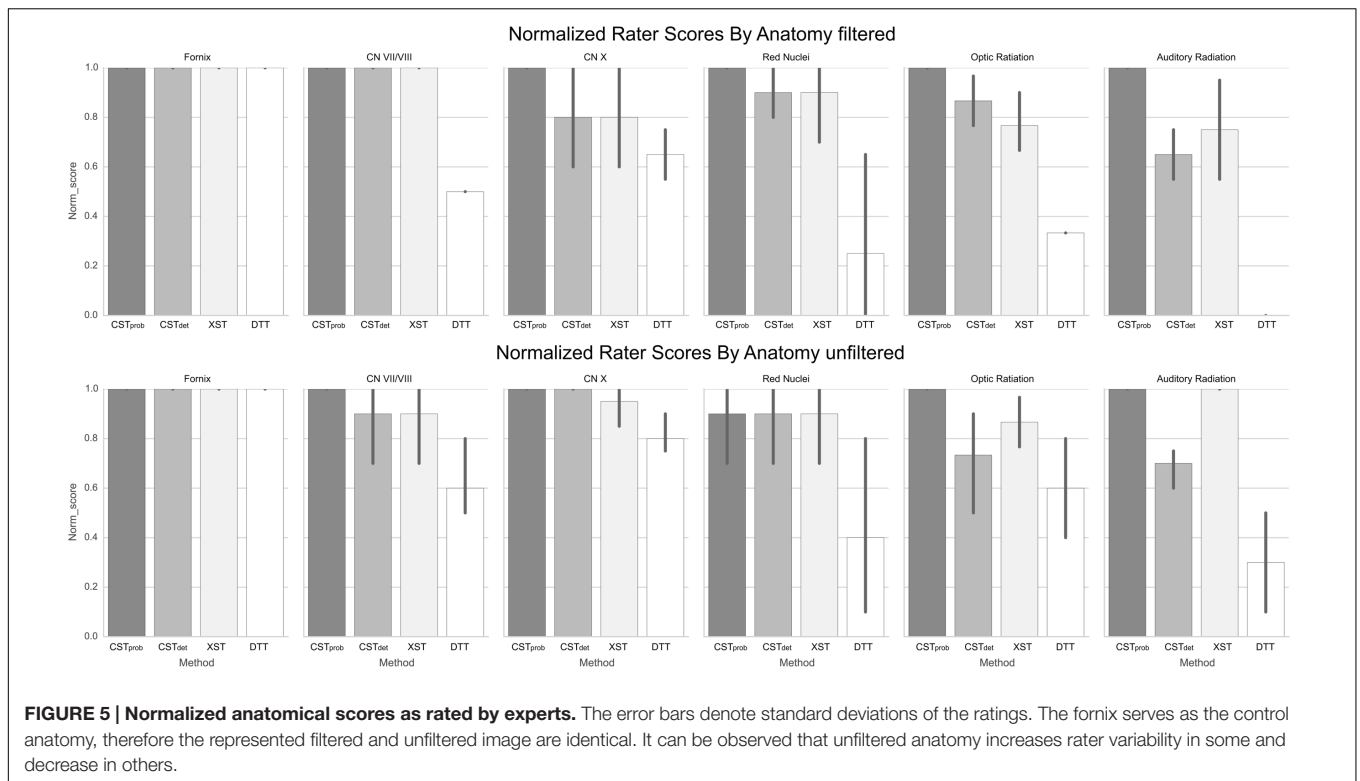 Normalized Rater Scores By Anatomy filtered
Fornix CN VII/VIII CN X Red Nuclei Optic Ratiation Auditory Radiation
1.0
0.8
0.6
0.4
0.2
0.0
Norm_score
CSTprob CSTdet XST DTT CSTprob CSTdet XST DTT CSTprob CSTdet XST DTT CSTprob CSTdet XST DTT CSTprob CSTdet XST DTT CSTprob CSTdet XST DTT
Normalized Rater Scores By Anatomy unfiltered
Fornix CN VII/VIII CN X Red Nuclei Optic Ratiation Auditory Radiation
1.0
0.8
0.6
0.4
0.2
0.0
Norm_score
CSTprob CSTdet XST DTT CSTprob CSTdet XST DTT CSTprob CSTdet XST DTT CSTprob CSTdet XST DTT CSTprob CSTdet XST DTT CSTprob CSTdet XST DTT
Method Method Method Method Method Method
FIGURE 5 | Normalized anatomical scores as rated by experts. The error bars denote standard deviations of the ratings. The fornix serves as the control
anatomy, therefore the represented filtered and unfiltered image are identical. It can be observed that unfiltered anatomy increases rater variability in some and
decrease in others.